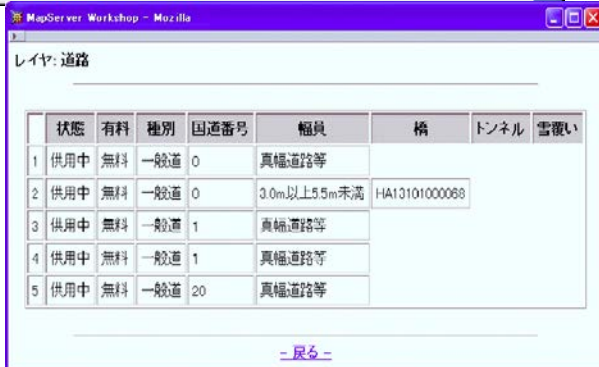 MapServer Workshop - Mozilla
レイヤ: 道路
状態 有料 種別 国道番号 幅員 橋 トンネル 雪覆い
1 供用中 無料 一般道 0 真幅道路等
2 供用中 無料 一般道 0 3.0m以上5.5m未満 HA13101000068
3 供用中 無料 一般道 1 真幅道路等
4 供用中 無料 一般道 1 真幅道路等
5 供用中 無料 一般道 20 真幅道路等
- 戻る -